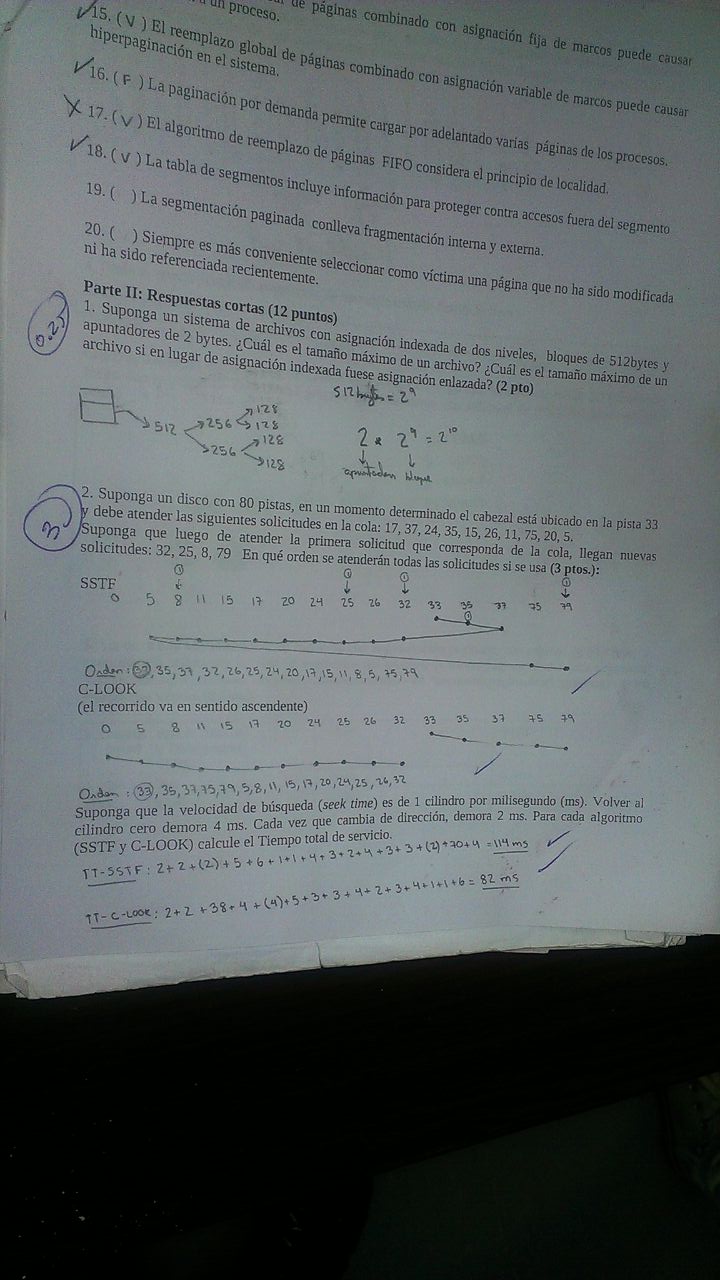 un proceso. de páginas combinado con asignación fija de marcos puede causar
✓15. ( V ) El reemplazo global de páginas combinado con asignación variable de marcos puede causar
hiperpaginación en el sistema.
✓16. ( F ) La paginación por demanda permite cargar por adelantado varias páginas de los procesos.
X 17. ( V ) El algoritmo de reemplazo de páginas FIFO considera el principio de localidad.
✓18. ( V ) La tabla de segmentos incluye información para proteger contra accesos fuera del segmento
19. ( ) La segmentación paginada conlleva fragmentación interna y externa.
20. ( ) Siempre es más conveniente seleccionar como víctima una página que no ha sido modificada
ni ha sido referenciada recientemente.
Parte II: Respuestas cortas (12 puntos)
0.25
1. Suponga un sistema de archivos con asignación indexada de dos niveles, bloques de 512bytes y
apuntadores de 2 bytes. ¿Cuál es el tamaño máximo de un archivo? ¿Cuál es el tamaño máximo de un
archivo si en lugar de asignación indexada fuese asignación enlazada? (2 pto)
512 bytes = 2⁹
512 256 128 128
256 128 128
2 * 2⁹ = 2¹⁰
apuntadores bloque
3
2. Suponga un disco con 80 pistas, en un momento determinado el cabezal está ubicado en la pista 33
y debe atender las siguientes solicitudes en la cola: 17, 37, 24, 35, 15, 26, 11, 75, 20, 5.
Suponga que luego de atender la primera solicitud que corresponda de la cola, llegan nuevas
solicitudes: 32, 25, 8, 79 En qué orden se atenderán todas las solicitudes si se usa (3 ptos.):
SSTF
0 5 8 11 15 17 20 24 25 26 32 33 35 37 75 79
Orden: 33, 35, 37, 32, 26, 25, 24, 20, 17, 15, 11, 8, 5, 75, 79
C-LOOK
(el recorrido va en sentido ascendente)
0 5 8 11 15 17 20 24 25 26 32 33 35 37 75 79
Orden: 33, 35, 37, 75, 79, 5, 8, 11, 15, 17, 20, 24, 25, 26, 32
Suponga que la velocidad de búsqueda (seek time) es de 1 cilindro por milisegundo (ms). Volver al
cilindro cero demora 4 ms. Cada vez que cambia de dirección, demora 2 ms. Para cada algoritmo
(SSTF y C-LOOK) calcule el Tiempo total de servicio.
TT-SSTF: 2+2+(2)+5+6+1+1+4+3+2+4+3+3+(2)+70+4 = 114 ms
TT-C-LOOK: 2+2+38+4+(4)+5+3+3+4+2+3+4+1+1+6 = 82 ms